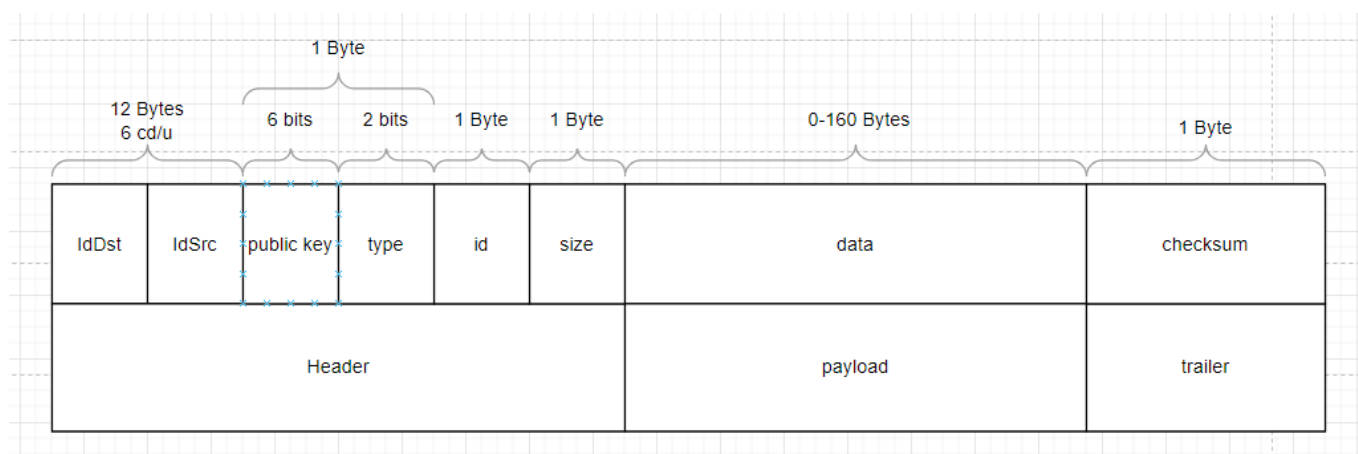 1 Byte
12 Bytes
6 cd/u
6 bits
2 bits
1 Byte
1 Byte
0-160 Bytes
1 Byte
IdDst
IdSrc
public key
type
id
size
data
checksum
Header
payload
trailer